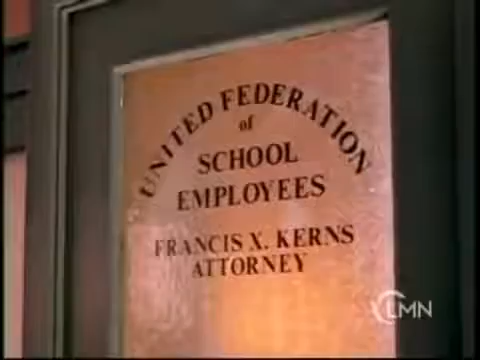 UNITED FEDERATION
of
SCHOOL
EMPLOYEES
FRANCIS X. KERNS
ATTORNEY
LMN